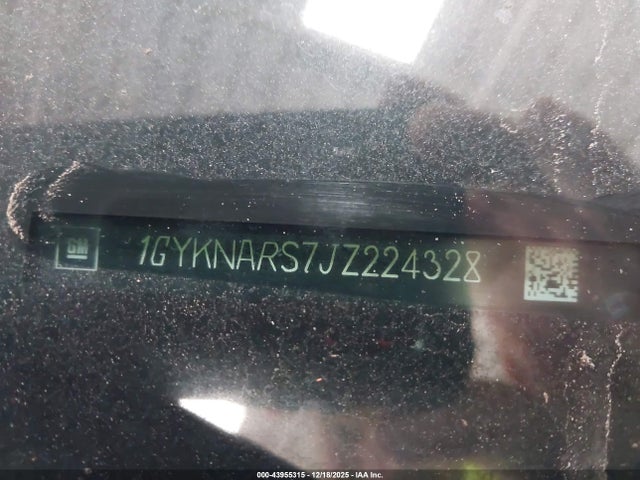 GM
1GYKNARS7JZ224328
000-43955315 - 12/18/2025 - IAA Inc.